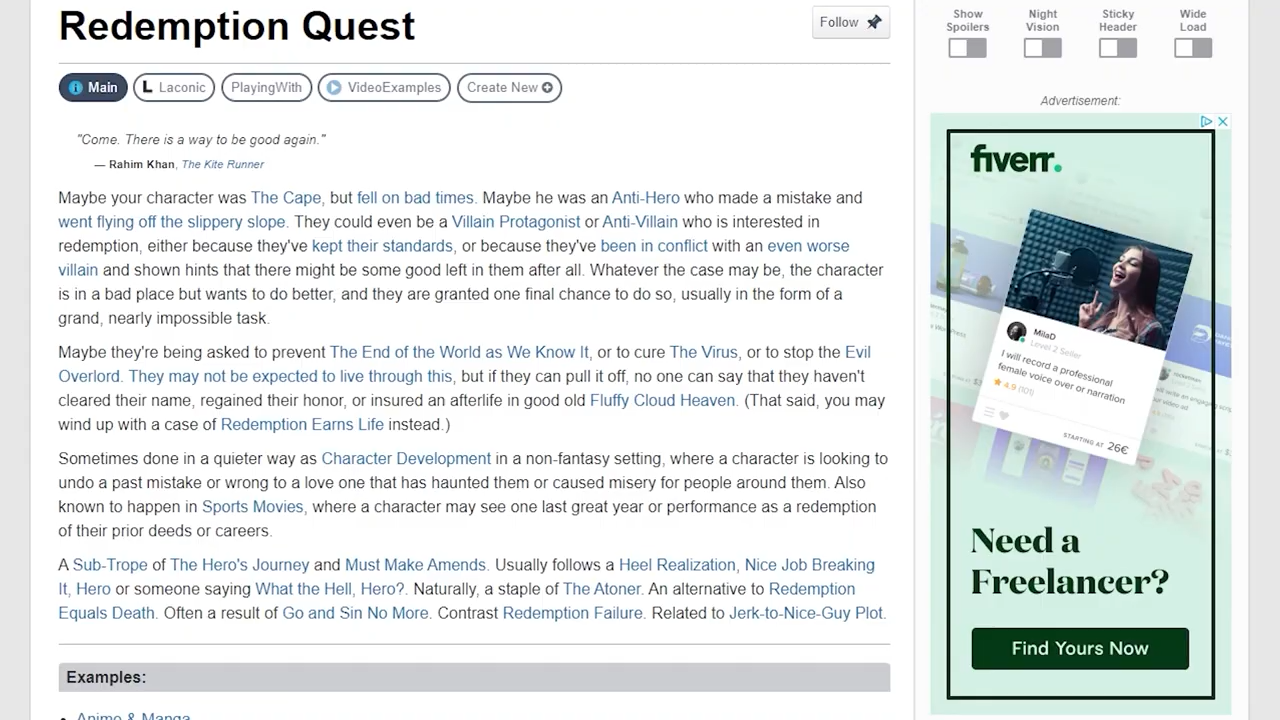 Redemption Quest
Follow
Main
Laconic
PlayingWith
VideoExamples
Create New
"Come. There is a way to be good again."
— Rahim Khan, The Kite Runner
Maybe your character was The Cape, but fell on bad times. Maybe he was an Anti-Hero who made a mistake and
went flying off the slippery slope. They could even be a Villain Protagonist or Anti-Villain who is interested in
redemption, either because they've kept their standards, or because they've been in conflict with an even worse
villain and shown hints that there might be some good left in them after all. Whatever the case may be, the character
is in a bad place but wants to do better, and they are granted one final chance to do so, usually in the form of a
grand, nearly impossible task.
Maybe they're being asked to prevent The End of the World as We Know It, or to cure The Virus, or to stop the Evil
Overlord. They may not be expected to live through this, but if they can pull it off, no one can say that they haven't
cleared their name, regained their honor, or insured an afterlife in good old Fluffy Cloud Heaven. (That said, you may
wind up with a case of Redemption Earns Life instead.)
Sometimes done in a quieter way as Character Development in a non-fantasy setting, where a character is looking to
undo a past mistake or wrong to a love one that has haunted them or caused misery for people around them. Also
known to happen in Sports Movies, where a character may see one last great year or performance as a redemption
of their prior deeds or careers.
A Sub-Trope of The Hero's Journey and Must Make Amends. Usually follows a Heel Realization, Nice Job Breaking
It, Hero or someone saying What the Hell, Hero?. Naturally, a staple of The Atoner. An alternative to Redemption
Equals Death. Often a result of Go and Sin No More. Contrast Redemption Failure. Related to Jerk-to-Nice-Guy Plot.
Examples:
Anime & Manga
Show
Spoilers
Night
Vision
Sticky
Header
Wide
Load
Advertisement:
fiverr.
MilaD
Level 2 Seller
I will record a professional
female voice over or narration
4.9 (101)
STARTING AT 26€
Need a
Freelancer?
Find Yours Now